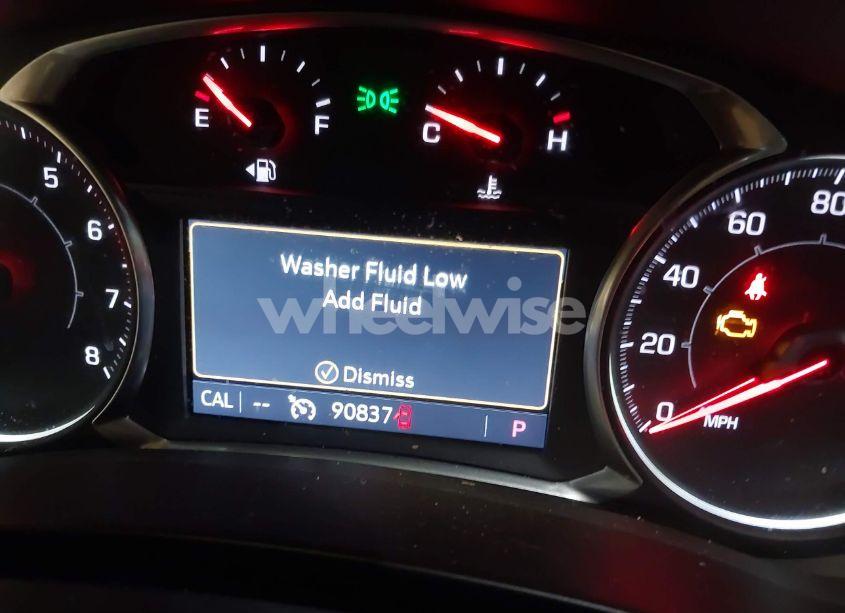 E
F
C
H
5
6
7
8
Washer Fluid Low
Add Fluid
wheelwise
Dismiss
CAL
--
90837
P
80
60
40
20
0
MPH